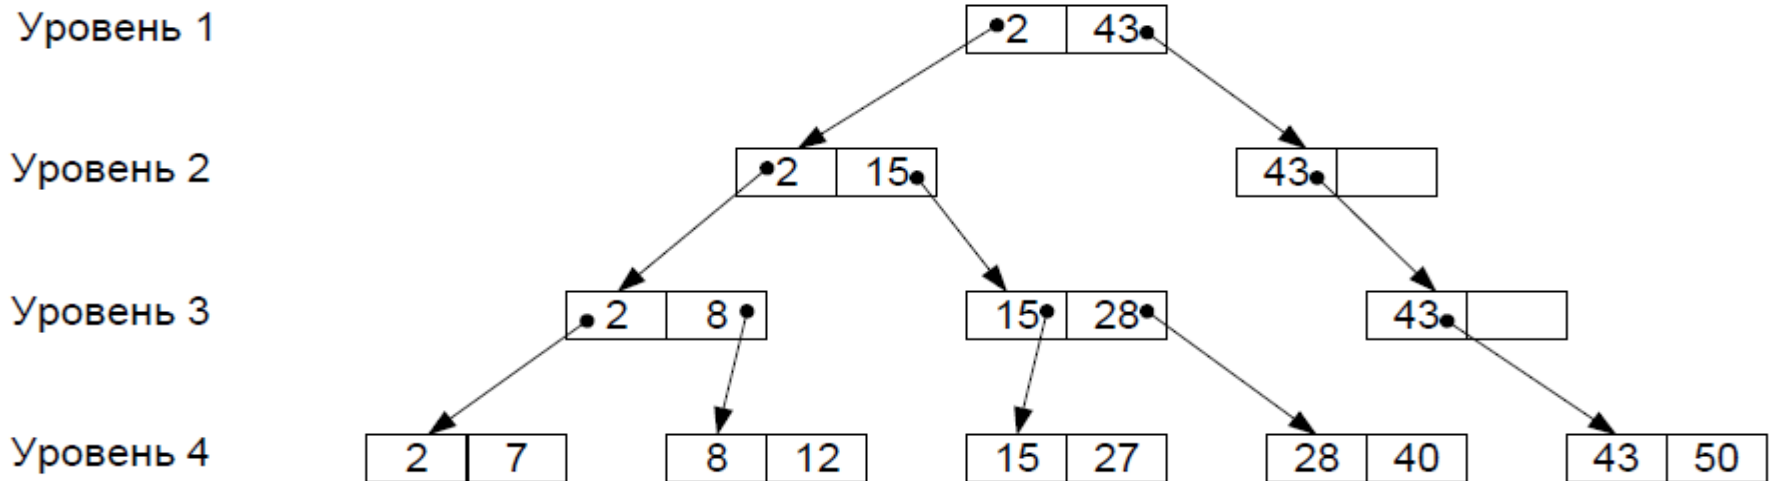 Уровень 1 2 43
Уровень 2 2 15 43
Уровень 3 2 8 15 28 43
Уровень 4 2 7 8 12 15 27 28 40 43 50